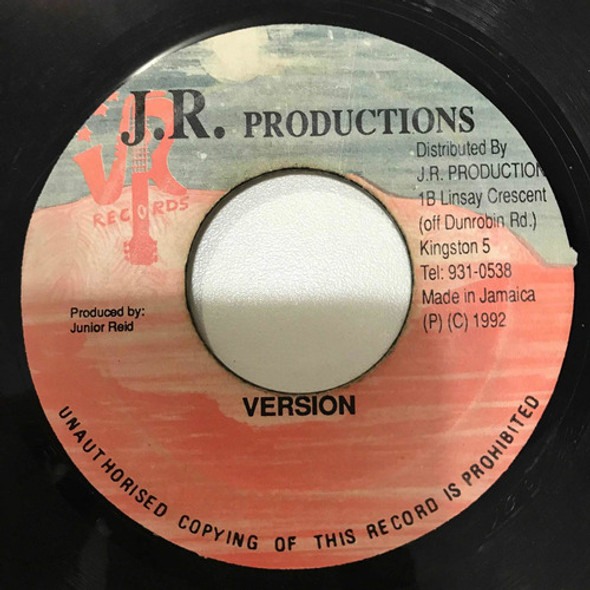 J.R. PRODUCTIONS
JR
RECORDS
Distributed By
J.R. PRODUCTION
1B Linsay Crescent
(off Dunrobin Rd.)
Kingston 5
Tel: 931-0538
Made in Jamaica
(P) (C) 1992
Produced by:
Junior Reid
VERSION
UNAUTHORISED COPYING OF THIS RECORD IS PROHIBITED